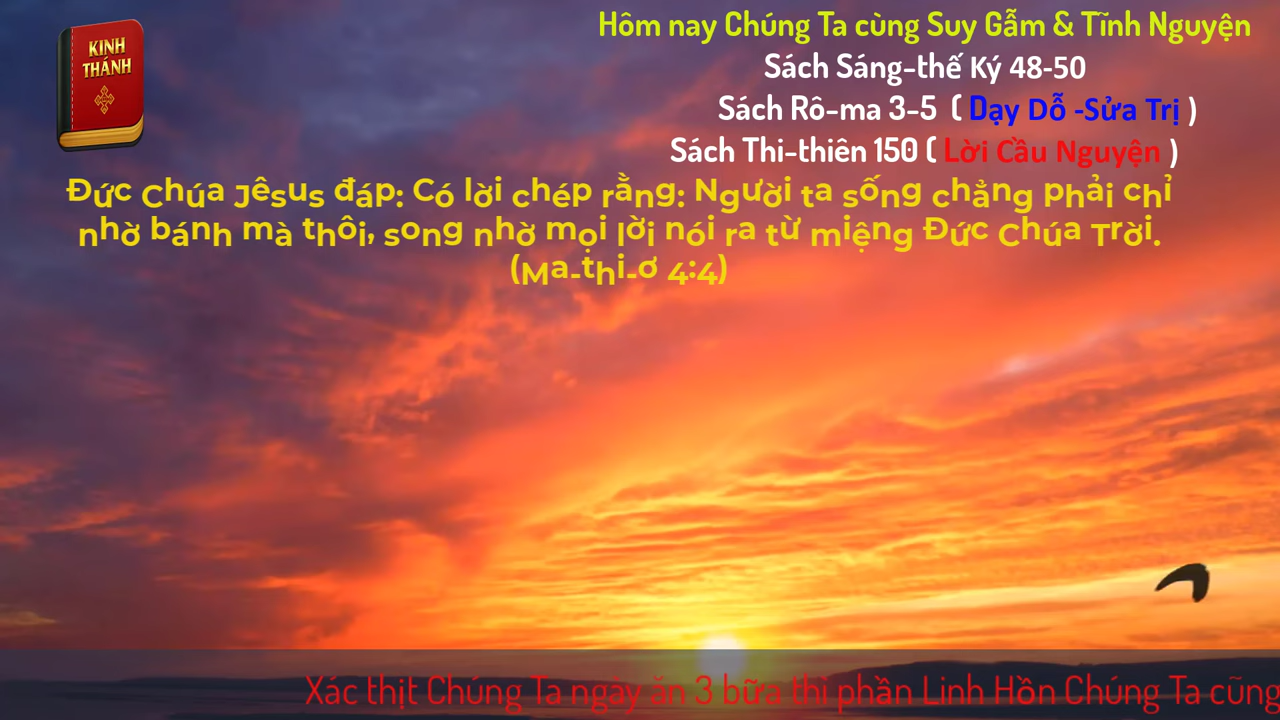 KINH
THÁNH
Hôm nay Chúng Ta cùng Suy Gẫm & Tĩnh Nguyện
Sách Sáng-thế Ký 48-50
Sách Rô-ma 3-5 ( Dạy Dỗ -Sửa Trị )
Sách Thi-thiên 150 ( Lời Cầu Nguyện )
Đức Chúa Jêsus đáp: Có lời chép rằng: Người ta sống chẳng phải chỉ
nhờ bánh mà thôi, song nhờ mọi lời nói ra từ miệng Đức Chúa Trời.
(Ma-thi-ơ 4:4)
Xác thịt Chúng Ta ngày ăn 3 bữa thì phần Linh Hồn Chúng Ta cũng